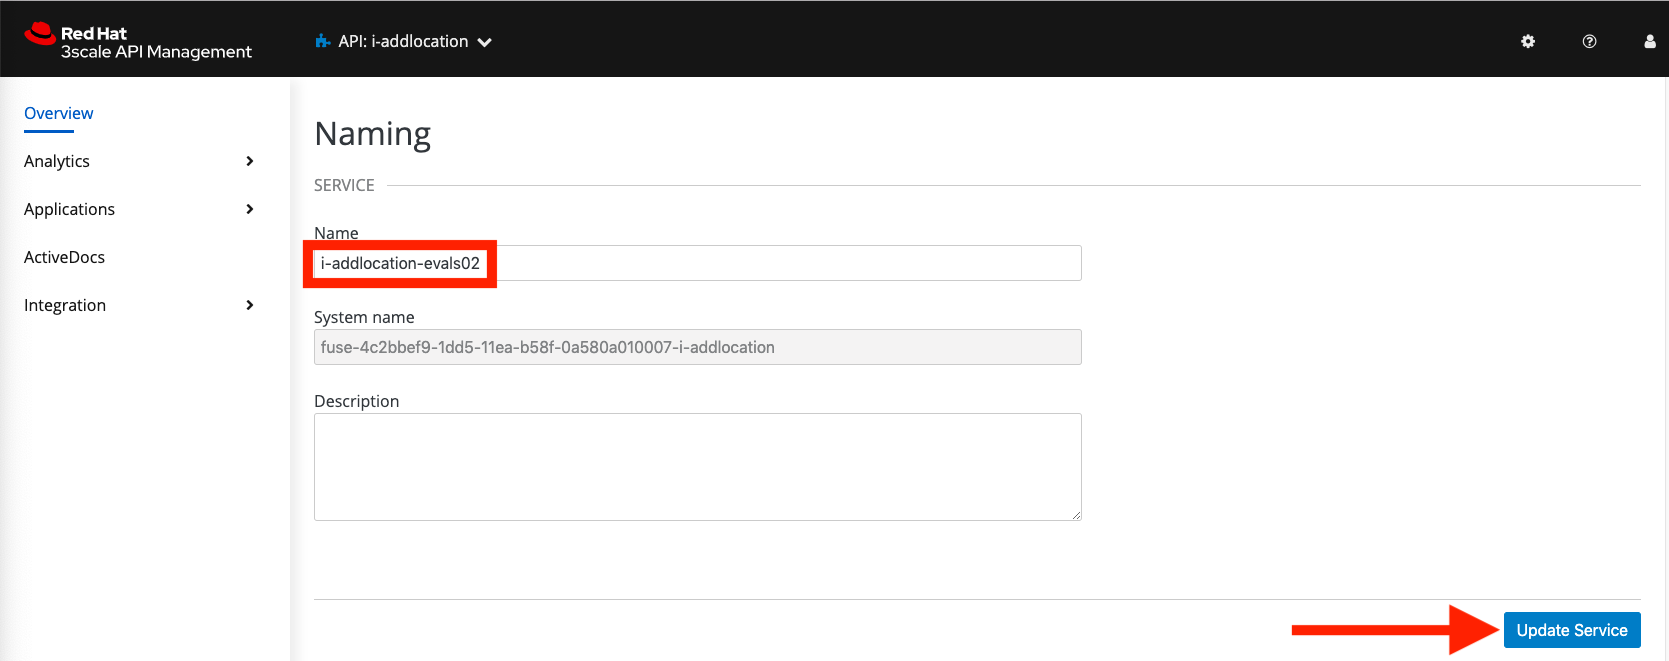 Red Hat
3scale API Management
API: i-addlocation
Overview
Analytics
Applications
ActiveDocs
Integration
Naming
SERVICE
Name
i-addlocation-evals02
System name
fuse-4c2bbef9-1dd5-11ea-b58f-0a580a010007-i-addlocation
Description
Update Service